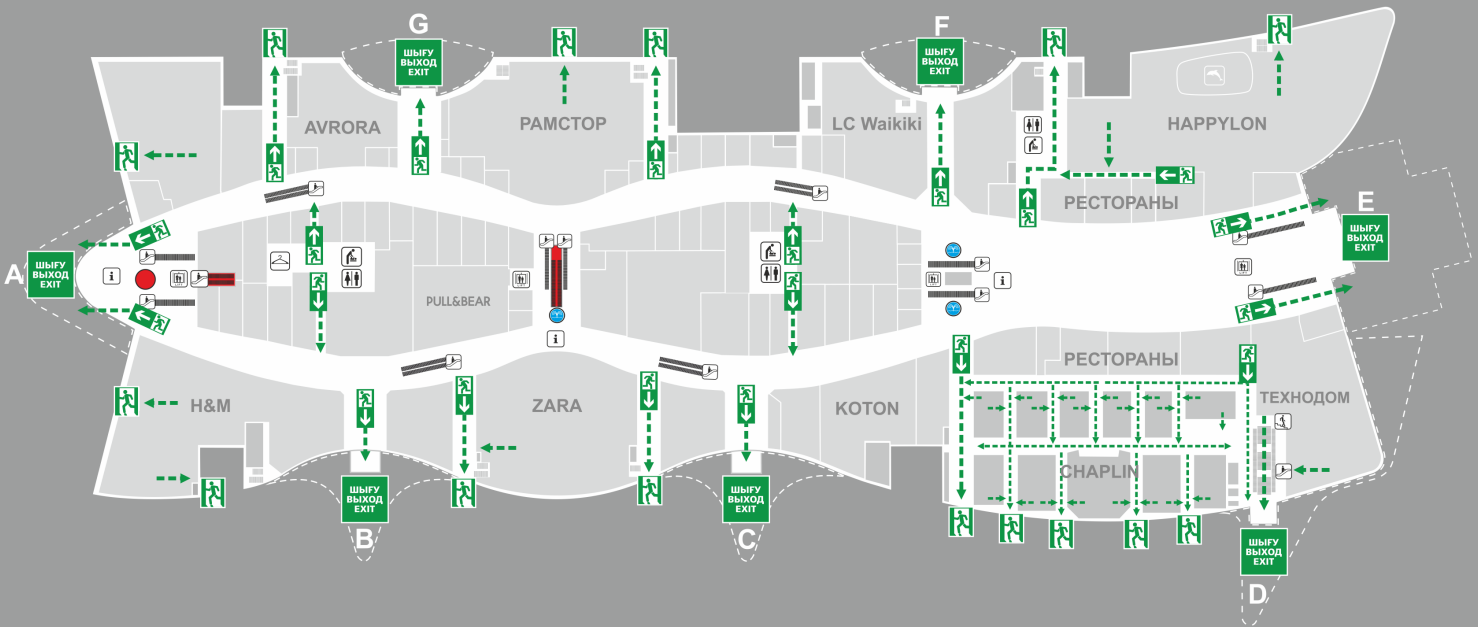 G
F
ШЫҒУ
ВЫХОД
EXIT
ШЫҒУ
ВЫХОД
EXIT
AVRORA
РАМСТОР
LC Waikiki
HAPPYLON
РЕСТОРАНЫ
E
ШЫҒУ
ВЫХОД
EXIT
A
ШЫҒУ
ВЫХОД
EXIT
i
i
PULL&BEAR
i
РЕСТОРАНЫ
H&M
ZARA
KOTON
ТЕХНОДОМ
CHAPLIN
ШЫҒУ
ВЫХОД
EXIT
B
ШЫҒУ
ВЫХОД
EXIT
C
ШЫҒУ
ВЫХОД
EXIT
D